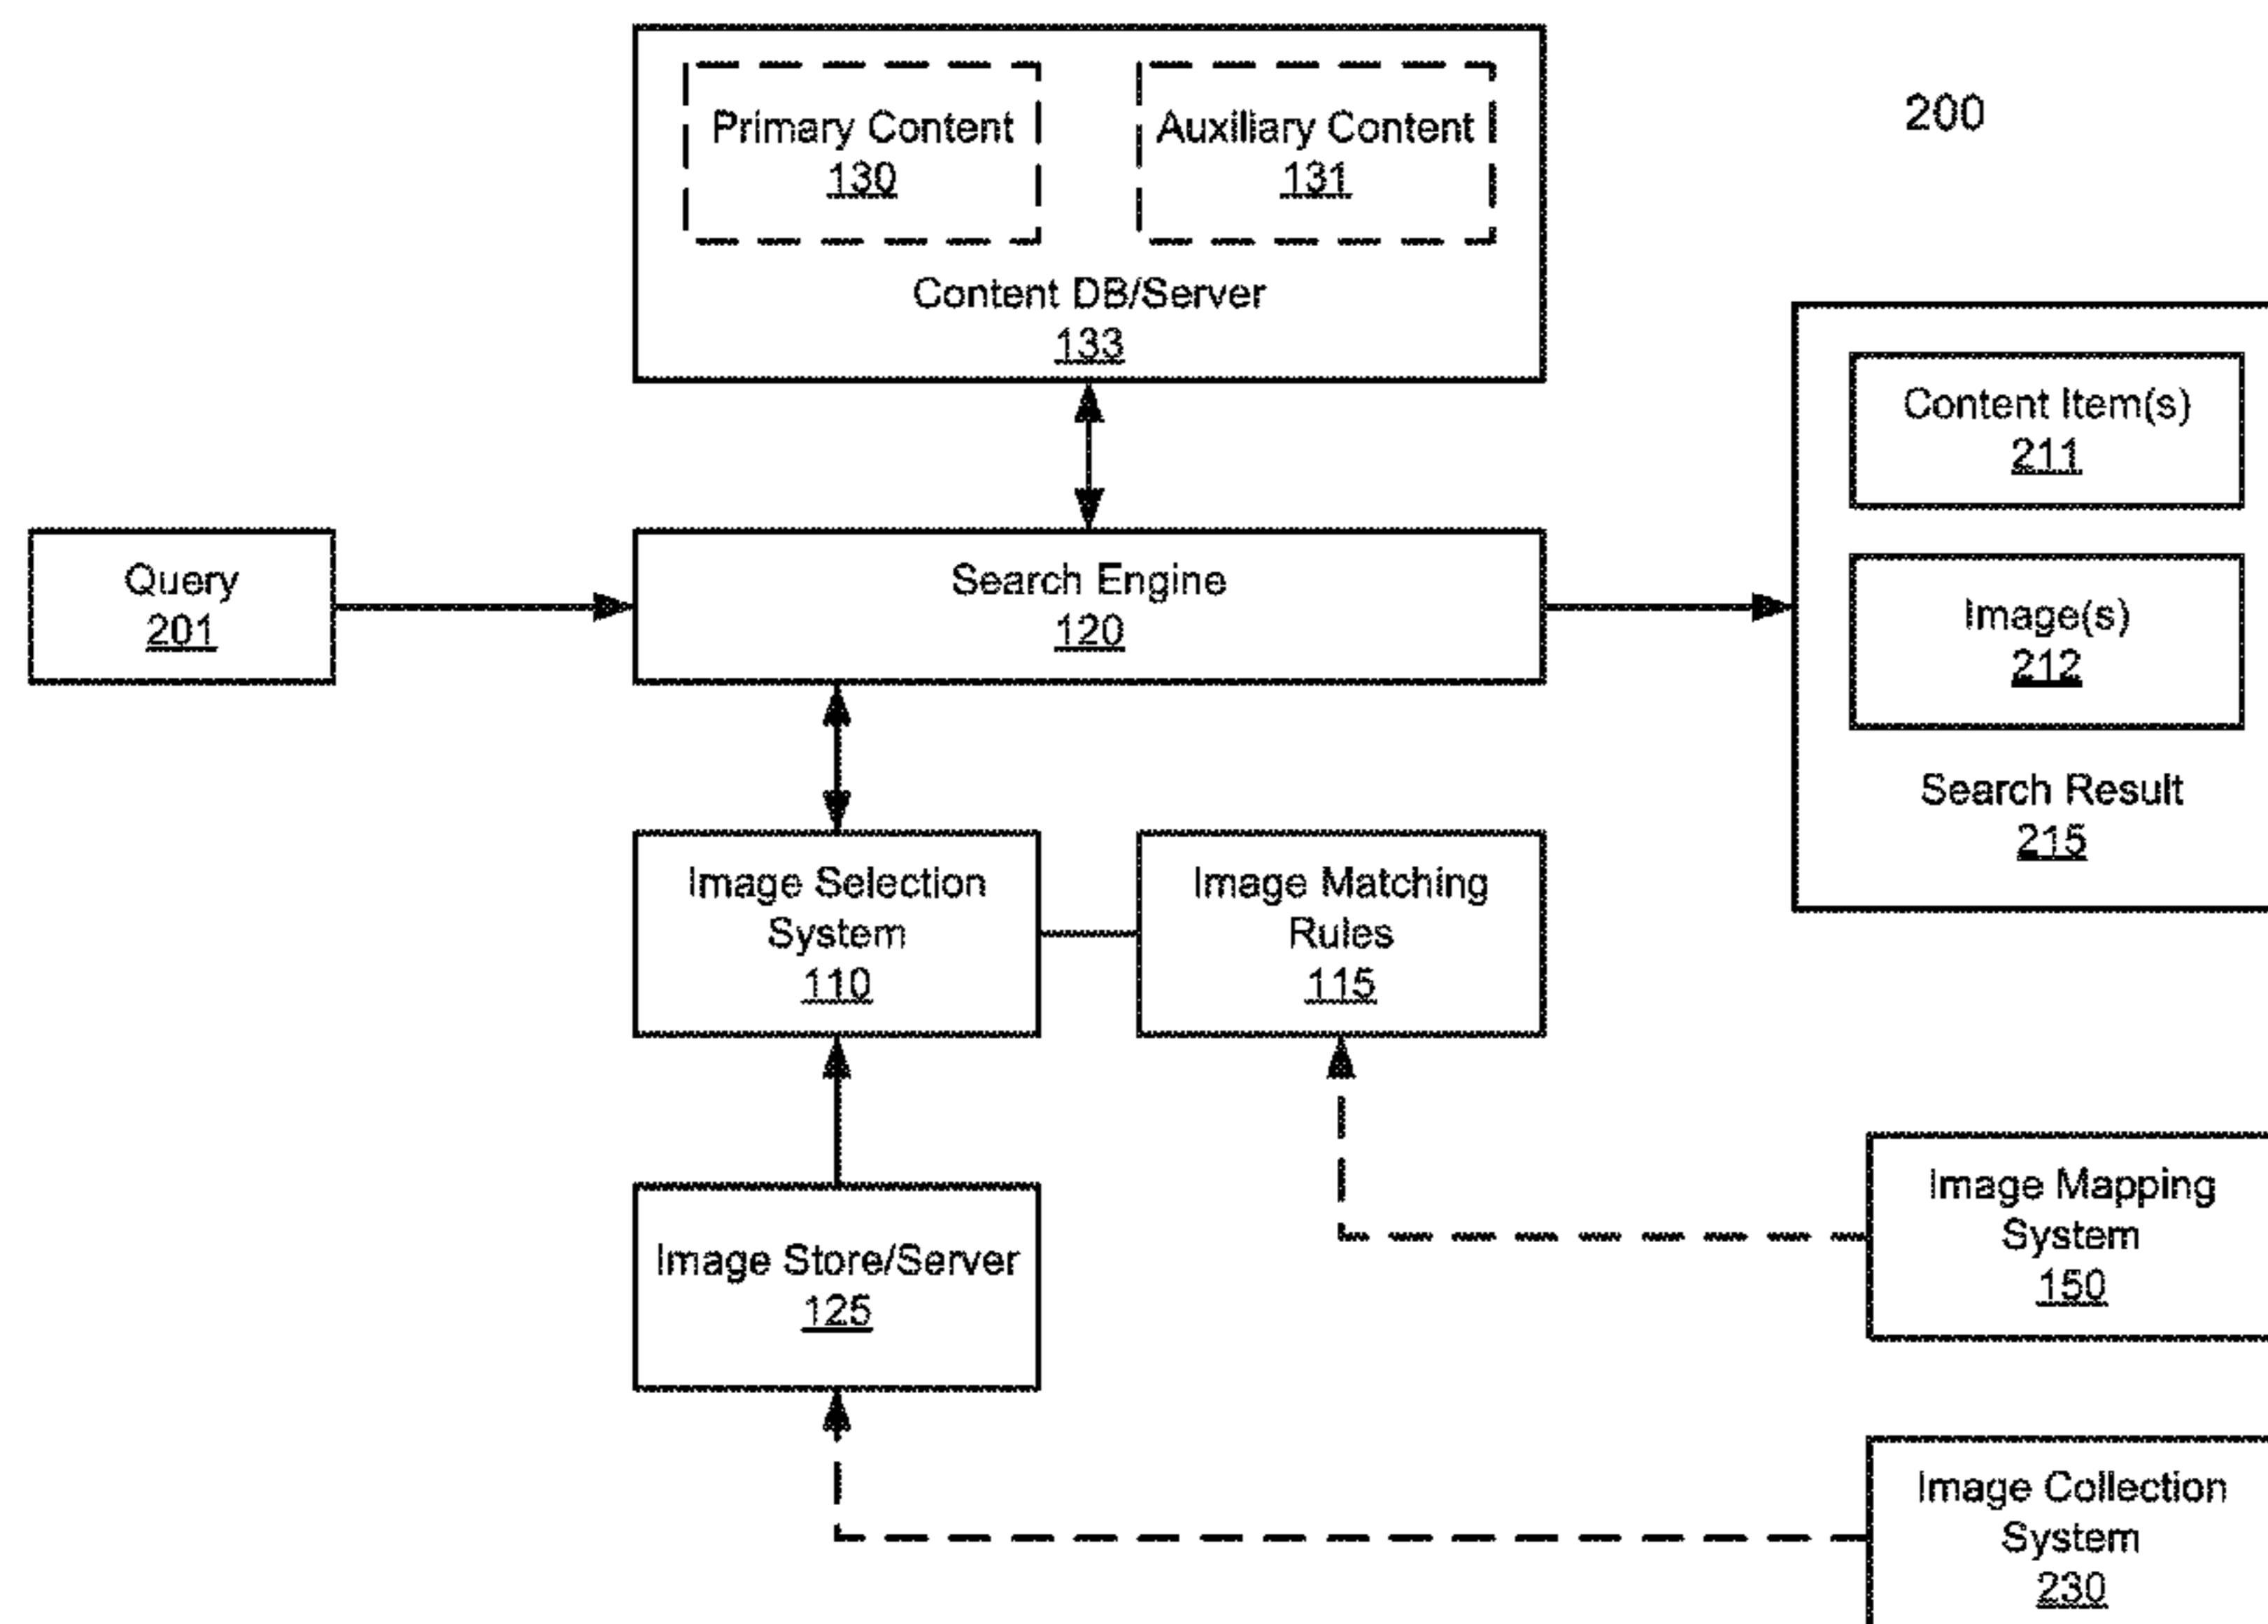 200
Primary Content
130
Auxiliary Content
131
Content DB/Server
133
Query
201
Search Engine
120
Content Item(s)
211
Image(s)
212
Search Result
215
Image Selection
System
110
Image Matching
Rules
115
Image Store/Server
125
Image Mapping
System
150
Image Collection
System
230